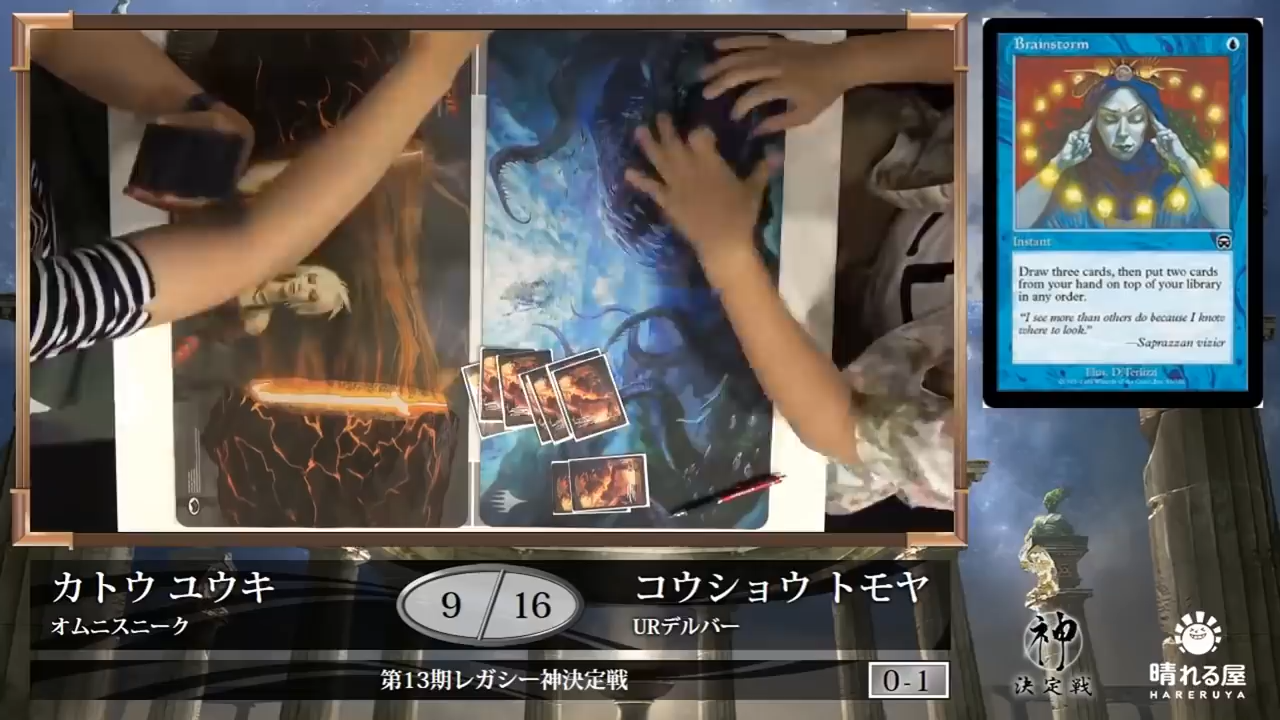 Brainstorm
Instant
Draw three cards, then put two cards
from your hand on top of your library
in any order.
"I see more than others do because I know
where to look."
—Saprazzan vizier
Illus. D. Terlizzi
カトウ ユウキ
オムニスニーク
9 / 16
コウショウ トモヤ
URデルバー
第13期レガシー神決定戦
0-1
神
決定戦
晴れる屋
HARERUYA